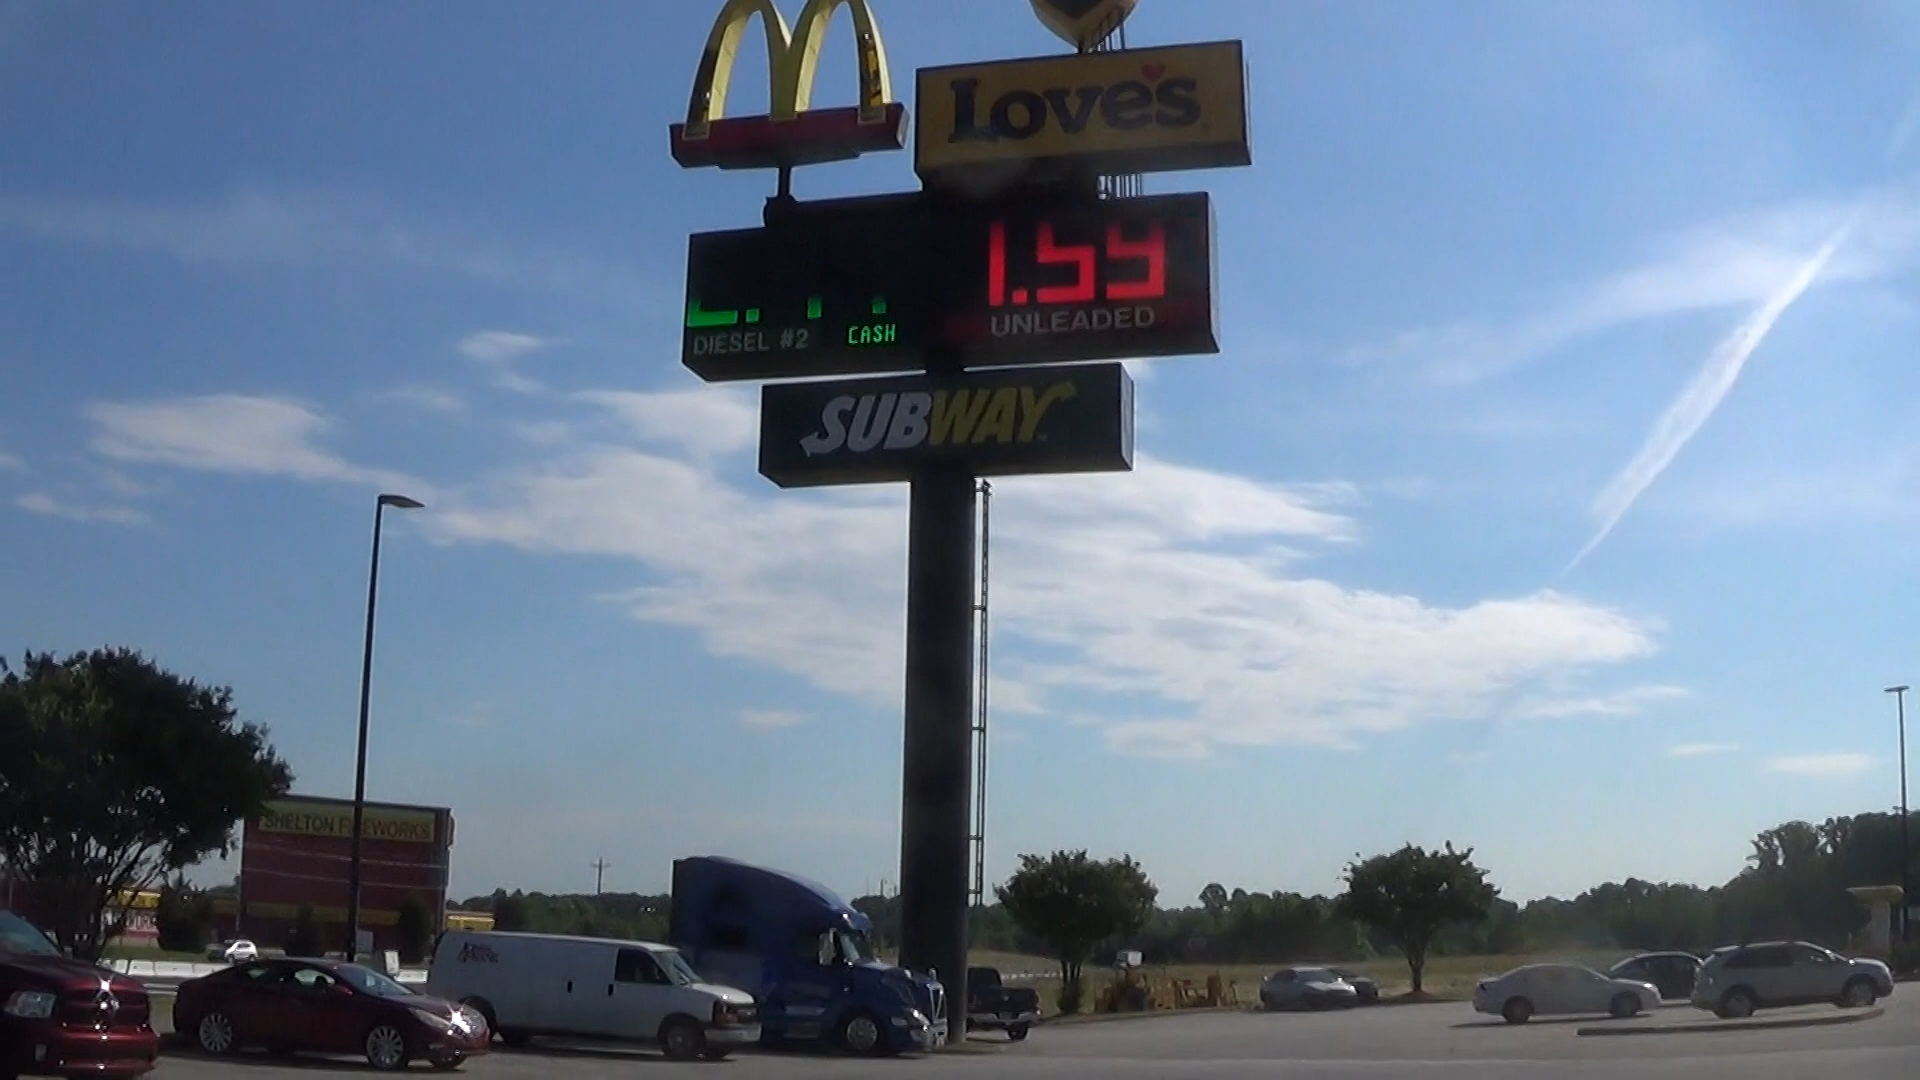 Love's
1.59
UNLEADED
DIESEL #2
CASH
SUBWAY
SHELTON FIREWORKS